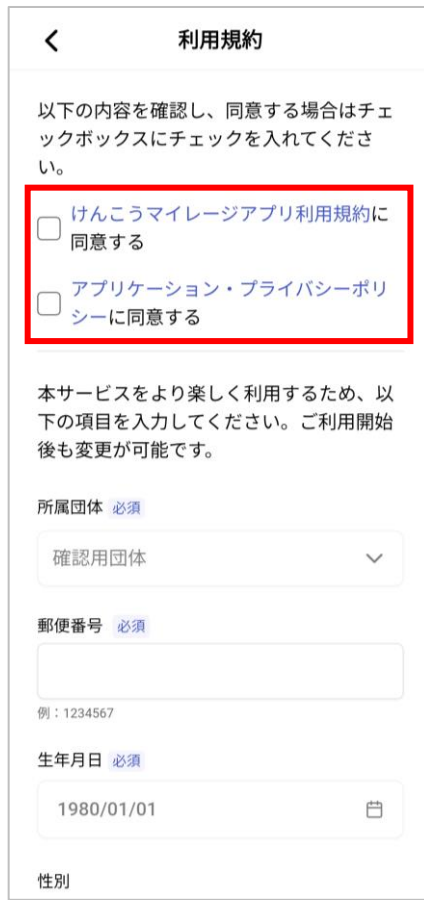 利用規約
以下の内容を確認し、同意する場合はチェ
ックボックスにチェックを入れてくださ
い。
けんこうマイレージアプリ利用規約に
同意する
アプリケーション・プライバシーポリ
シーに同意する
本サービスをより楽しく利用するため、以
下の項目を入力してください。ご利用開始
後も変更が可能です。
所属団体 必須
確認用団体
郵便番号 必須
例：1234567
生年月日 必須
1980/01/01
性別